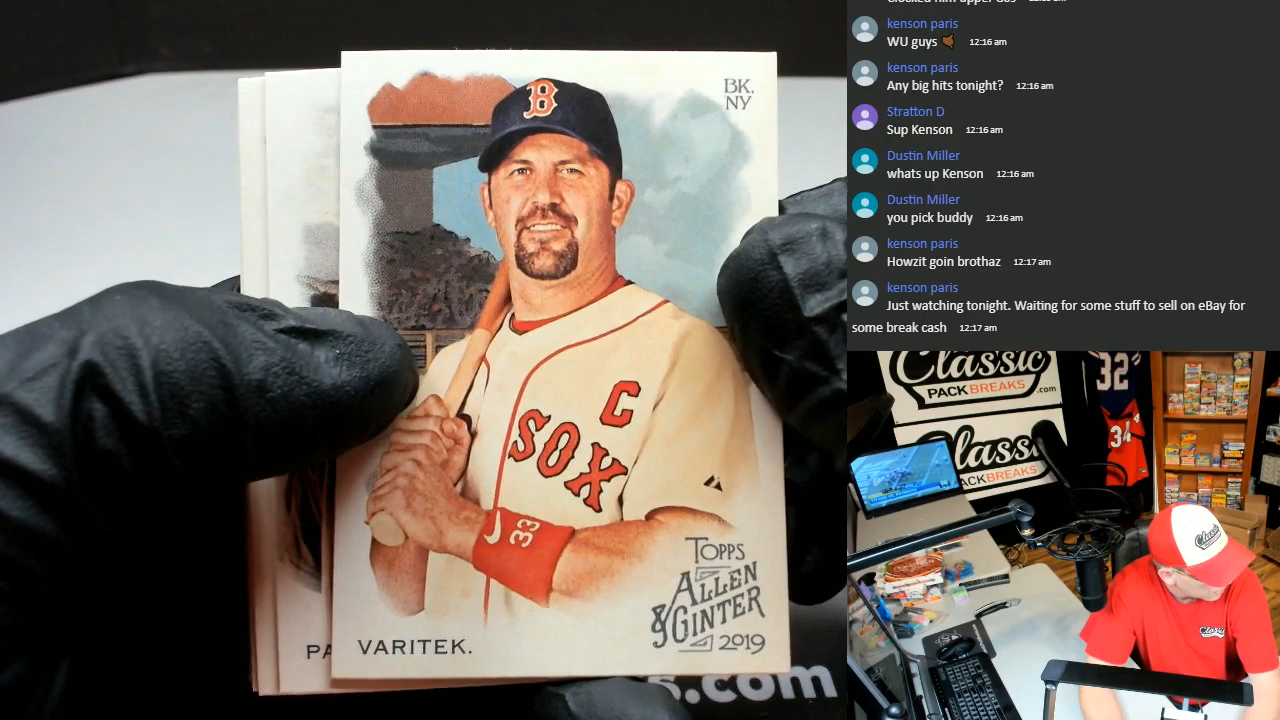 BK.
NY
B
C
SOX
33
TOPPS
ALLEN
& GINTER
2019
PA
VARITEK.
s.com
kenson paris
WU guys 12:16 am
kenson paris
Any big hits tonight? 12:16 am
Stratton D
Sup Kenson 12:16 am
Dustin Miller
whats up Kenson 12:16 am
Dustin Miller
you pick buddy 12:16 am
kenson paris
Howzit goin brothaz 12:17 am
kenson paris
Just watching tonight. Waiting for some stuff to sell on eBay for
some break cash 12:17 am
Classic
PACKBREAKS.com
32
34
lassic
ACKBREAKS
Classic